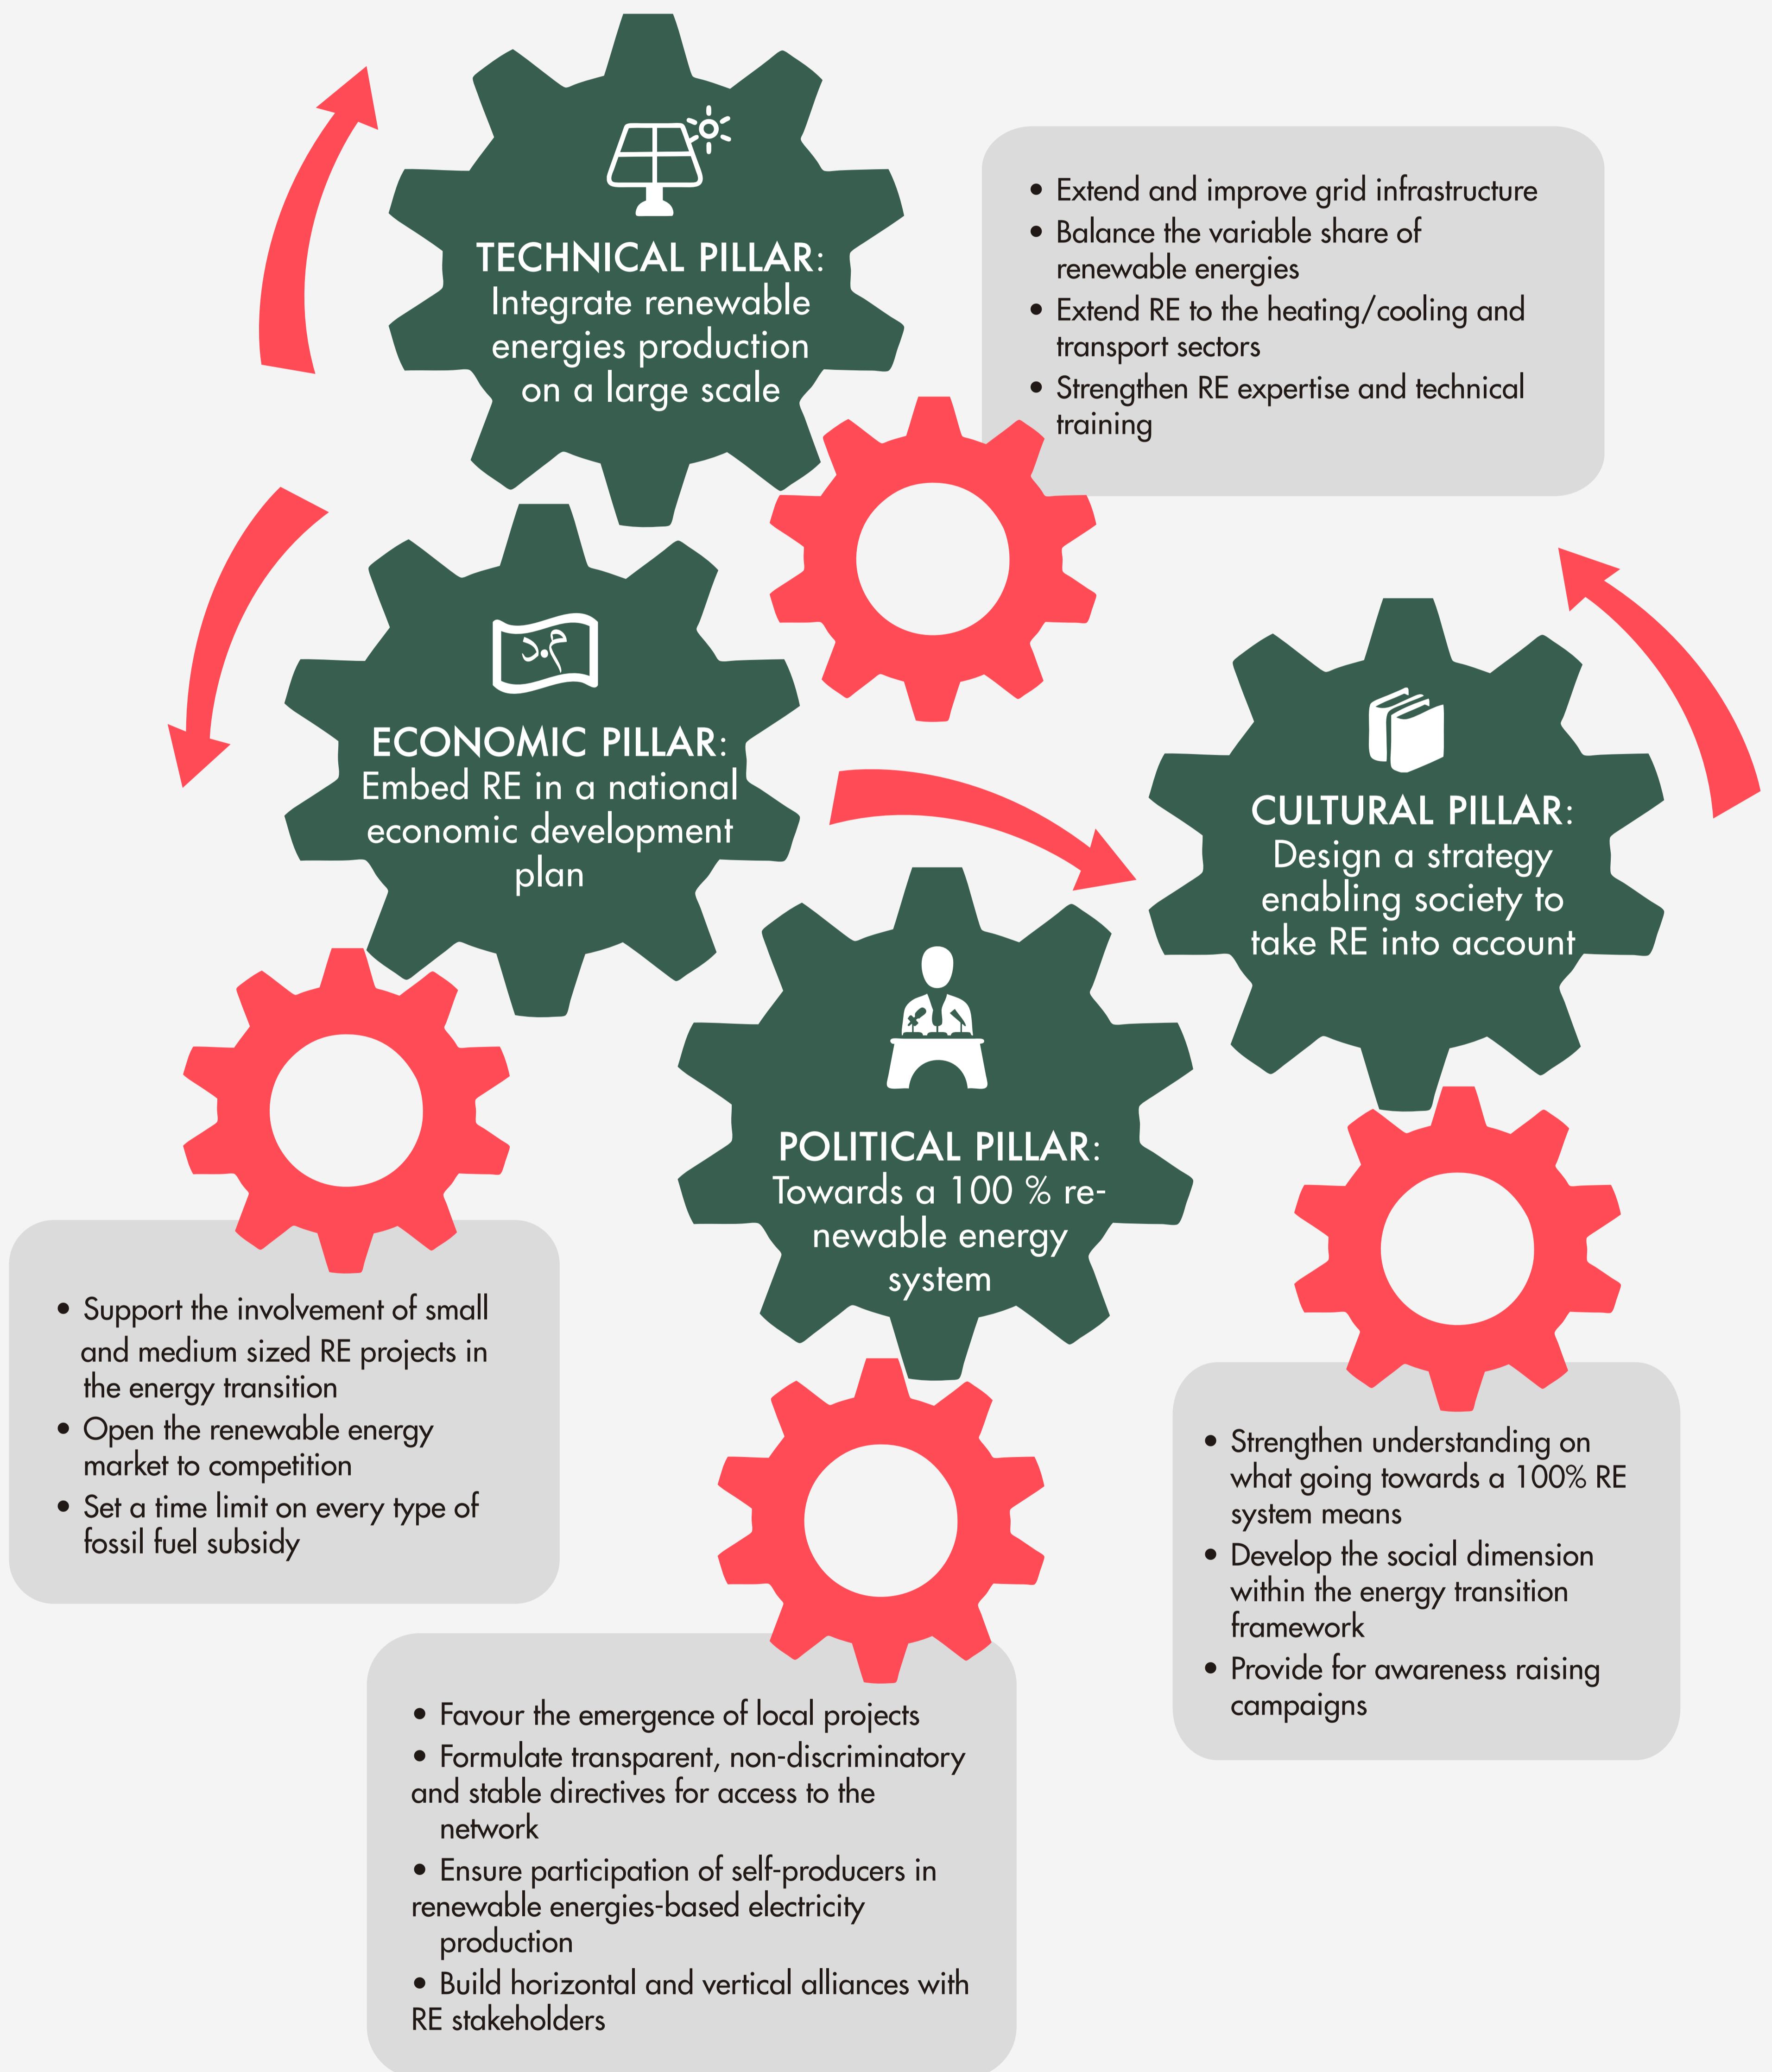 TECHNICAL PILLAR:
Integrate renewable
energies production
on a large scale
• Extend and improve grid infrastructure
• Balance the variable share of
renewable energies
• Extend RE to the heating/cooling and
transport sectors
• Strengthen RE expertise and technical
training
ECONOMIC PILLAR:
Embed RE in a national
economic development
plan
• Support the involvement of small
and medium sized RE projects in
the energy transition
• Open the renewable energy
market to competition
• Set a time limit on every type of
fossil fuel subsidy
POLITICAL PILLAR:
Towards a 100 % re-
newable energy
system
• Favour the emergence of local projects
• Formulate transparent, non-discriminatory
and stable directives for access to the
network
• Ensure participation of self-producers in
renewable energies-based electricity
production
• Build horizontal and vertical alliances with
RE stakeholders
CULTURAL PILLAR:
Design a strategy
enabling society to
take RE into account
• Strengthen understanding on
what going towards a 100% RE
system means
• Develop the social dimension
within the energy transition
framework
• Provide for awareness raising
campaigns